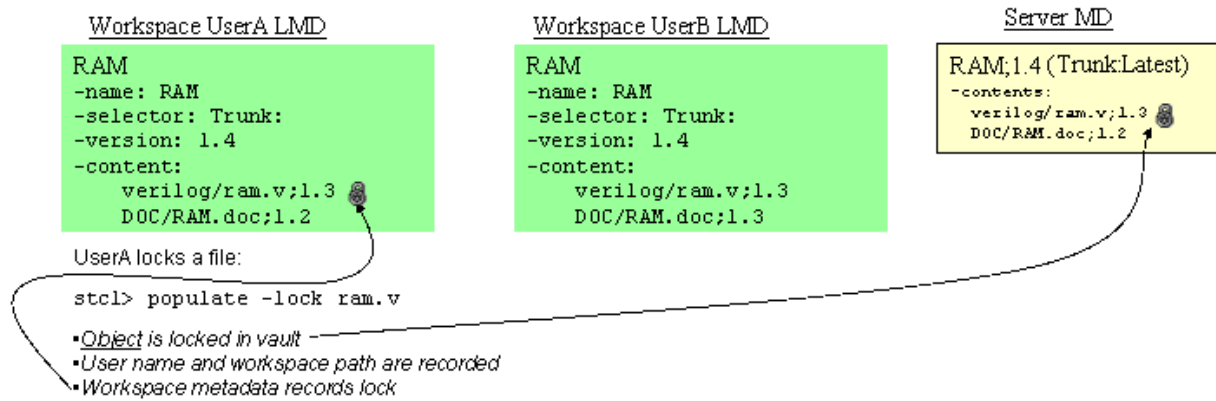 Workspace UserA LMD
RAM
-name: RAM
-selector: Trunk:
-version: 1.4
-content:
verilog/ram.v;1.3
DOC/RAM.doc;1.2
Workspace UserB LMD
RAM
-name: RAM
-selector: Trunk:
-version: 1.4
-content:
verilog/ram.v;1.3
DOC/RAM.doc;1.3
Server MD
RAM;1.4 (Trunk:Latest)
-contents:
verilog/ram.v;1.3
DOC/RAM.doc;1.2
UserA locks a file:
stcl> populate -lock ram.v
▪Object is locked in vault
▪User name and workspace path are recorded
▪Workspace metadata records lock